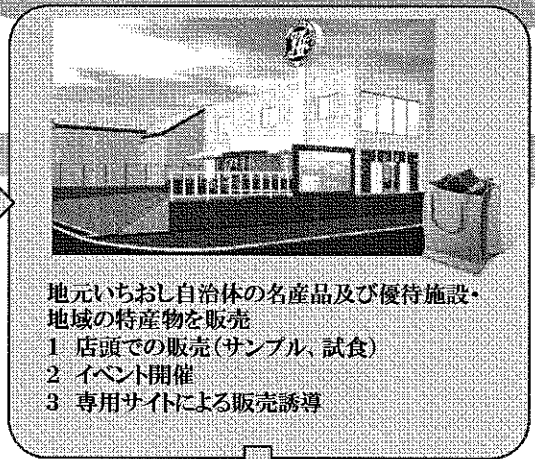 地元いちおし自治体の名産品及び優待施設・
地域の特産物を販売
1 店頭での販売(サンプル、試食)
2 イベント開催
3 専用サイトによる販売誘導